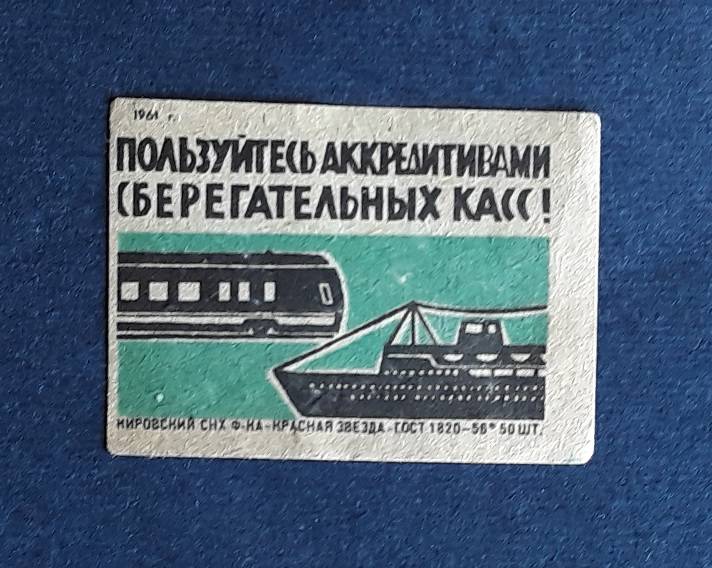 1961 г.
ПОЛЬЗУЙТЕСЬ АККРЕДИТИВАМИ
СБЕРЕГАТЕЛЬНЫХ КАСС!
КИРОВСКИЙ СНХ Ф-КА-КРАСНАЯ ЗВЕЗДА-ГОСТ 1820-56*50 ШТ.